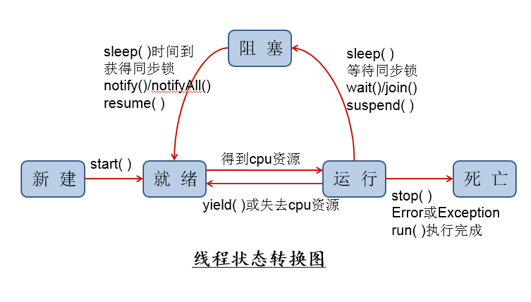 阻 塞
sleep( )时间到
获得同步锁
notify()/notifyAll()
resume( )
sleep( )
等待同步锁
wait()/join()
suspend( )
新 建
start( )
就 绪
得到cpu资源
yield( )或失去cpu资源
运 行
死 亡
stop( )
Error或Exception
run( )执行完成
线程状态转换图